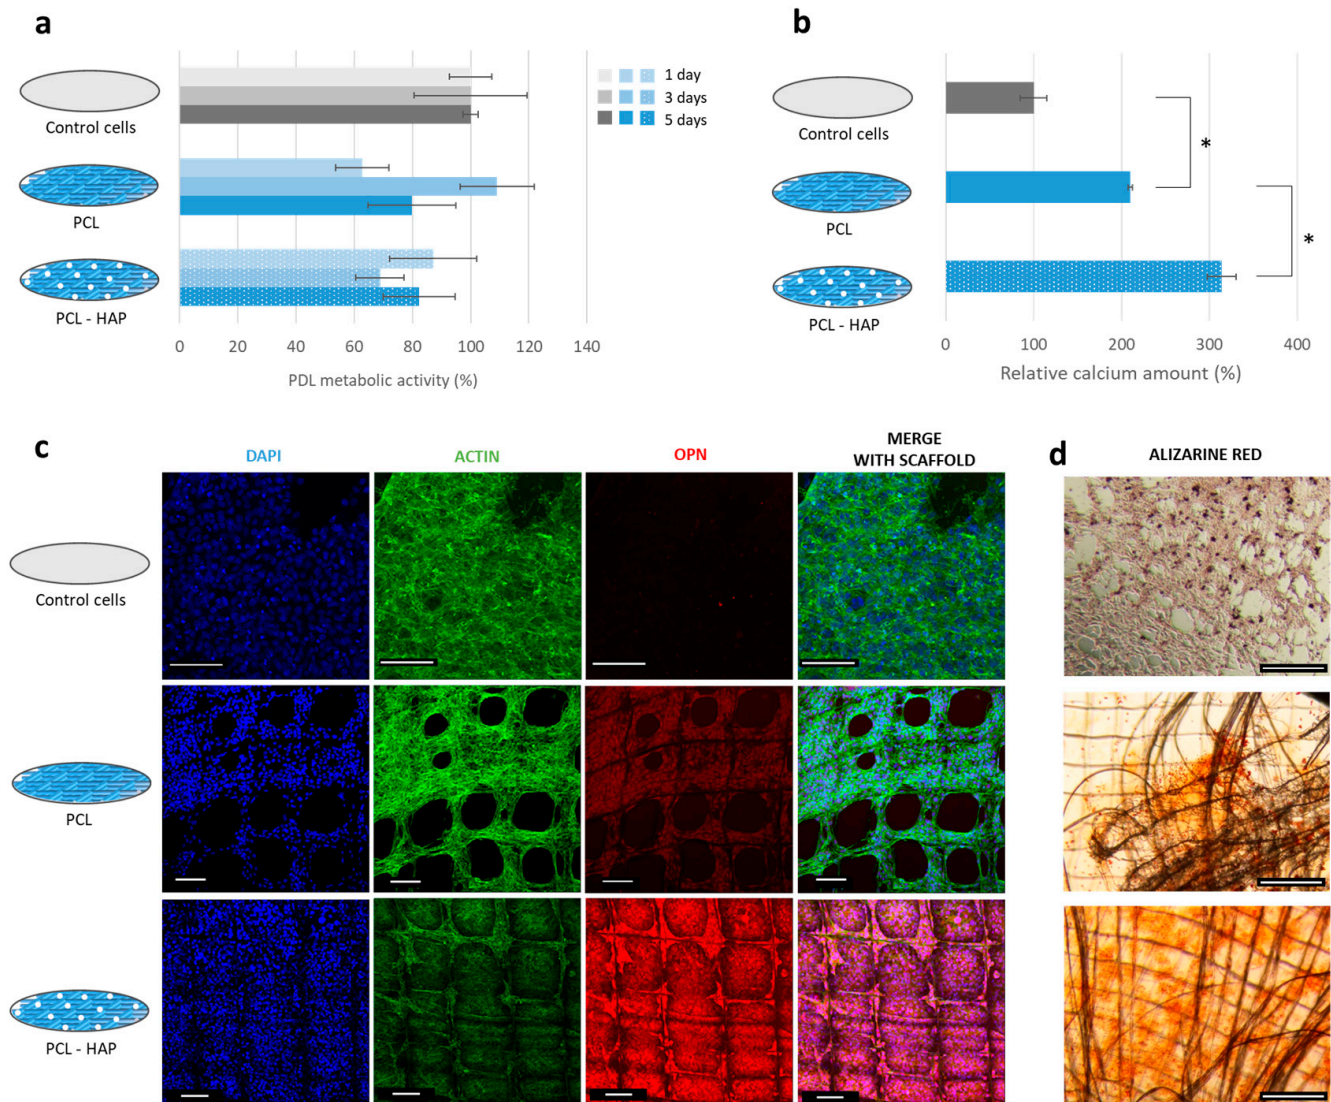 a
Control cells
PCL
PCL - HAP
1 day
3 days
5 days
0 20 40 60 80 100 120 140
PDL metabolic activity (%)
b
Control cells
PCL
PCL - HAP
*
*
0 100 200 300 400
Relative calcium amount (%)
c
DAPI ACTIN OPN MERGE
WITH SCAFFOLD
Control cells
PCL
PCL - HAP
d
ALIZARINE RED